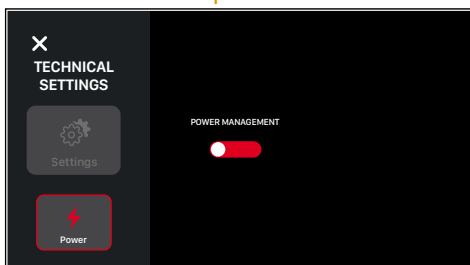 TECHNICAL
SETTINGS
Settings
Power
POWER MANAGEMENT